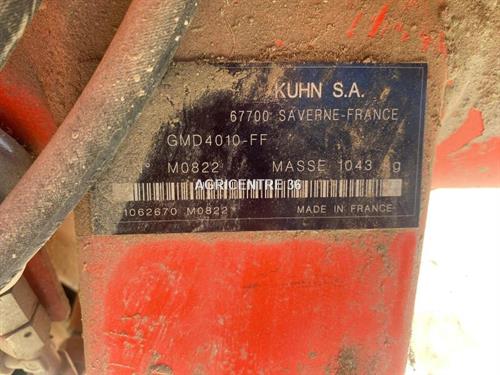 KUHN S.A.
67700 SAVERNE-FRANCE
GMD4010-FF
M0822 MASSE 1043
AGRICENTRE 36
1062670 M0822*
MADE IN FRANCE